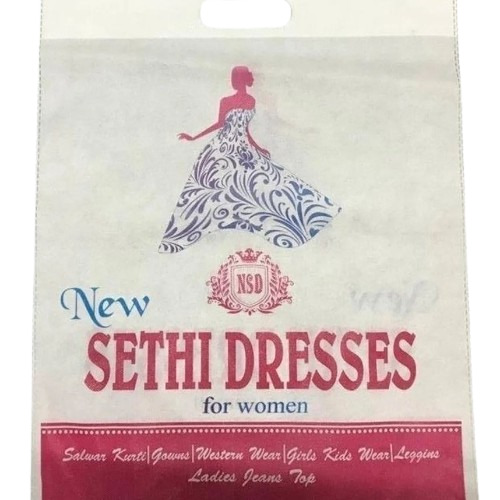 NSD
New
SETHI DRESSES
for women
Salwar Kurti|Gowns|Western Wear|Girls Kids Wear|Leggins
Ladies Jeans Top